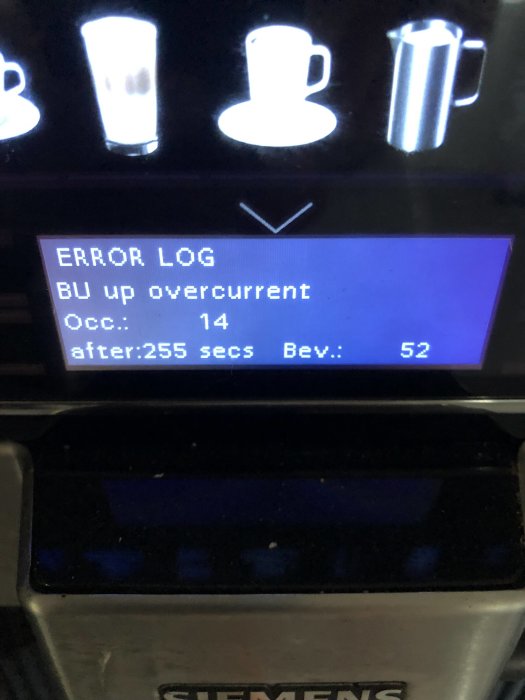 ERROR LOG
BU up overcurrent
Occ.: 14
after:255 secs Bev.: 52
SIEMENS